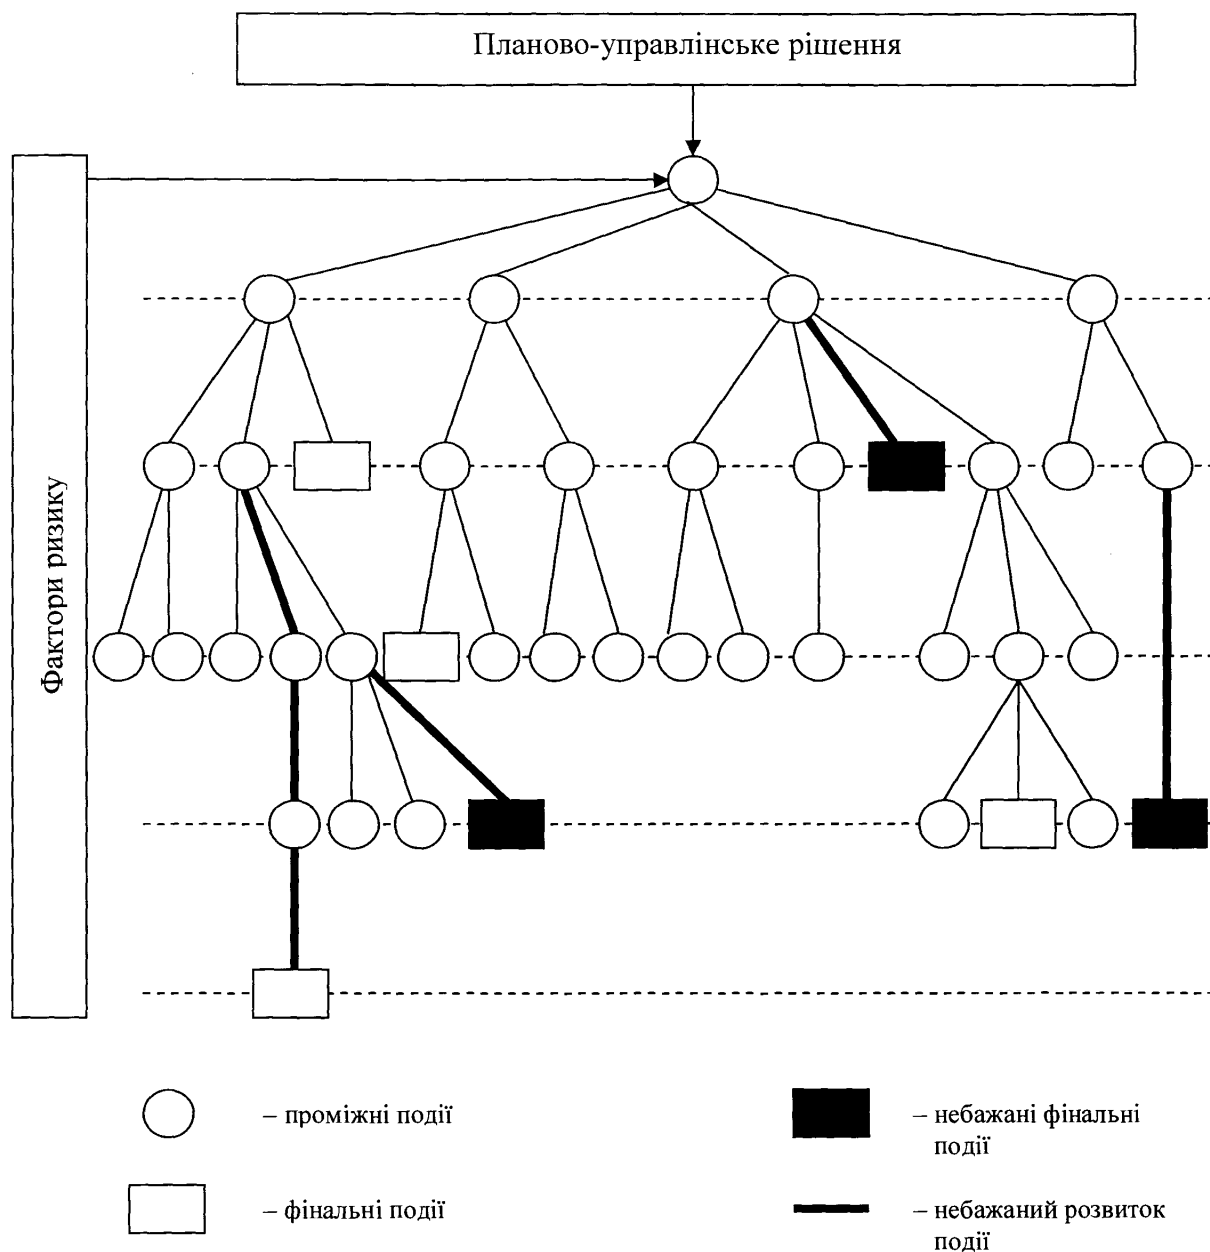 Планово-управлінське рішення
Фактори ризику
– проміжні події
– небажані фінальні
події
– фінальні події
– небажаний розвиток
події